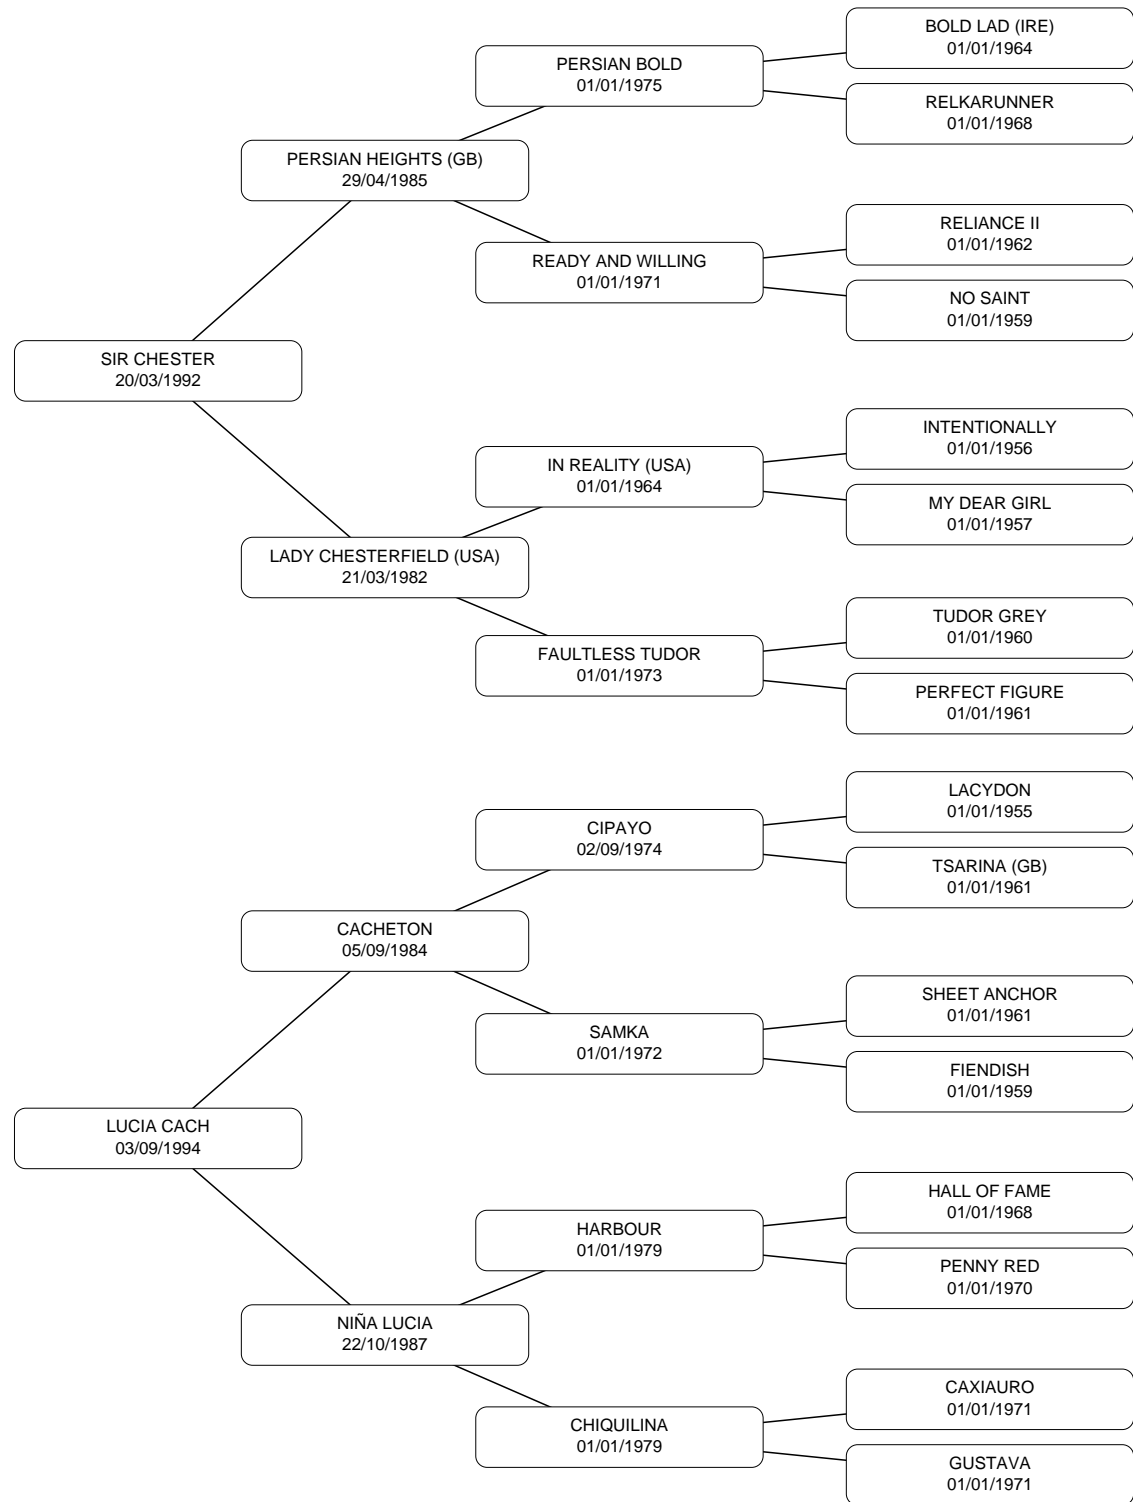 BOLD LAD (IRE)
01/01/1964
PERSIAN BOLD
01/01/1975
RELKARUNNER
01/01/1968
PERSIAN HEIGHTS (GB)
29/04/1985
RELIANCE II
01/01/1962
READY AND WILLING
01/01/1971
NO SAINT
01/01/1959
SIR CHESTER
20/03/1992
INTENTIONALLY
01/01/1956
IN REALITY (USA)
01/01/1964
MY DEAR GIRL
01/01/1957
LADY CHESTERFIELD (USA)
21/03/1982
TUDOR GREY
01/01/1960
FAULTLESS TUDOR
01/01/1973
PERFECT FIGURE
01/01/1961
LACYDON
01/01/1955
CIPAYO
02/09/1974
TSARINA (GB)
01/01/1961
CACHETON
05/09/1984
SHEET ANCHOR
01/01/1961
SAMKA
01/01/1972
FIENDISH
01/01/1959
LUCIA CACH
03/09/1994
HALL OF FAME
01/01/1968
HARBOUR
01/01/1979
PENNY RED
01/01/1970
NIÑA LUCIA
22/10/1987
CAXIAURO
01/01/1971
CHIQUILINA
01/01/1979
GUSTAVA
01/01/1971